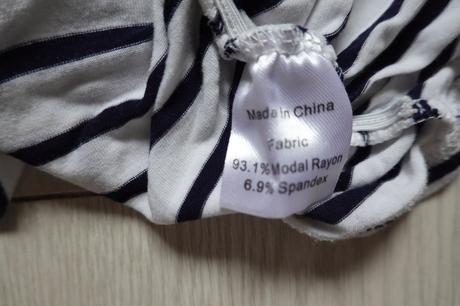 Made in China
Fabric
93.1%Modal Rayon
6.9% Spandex